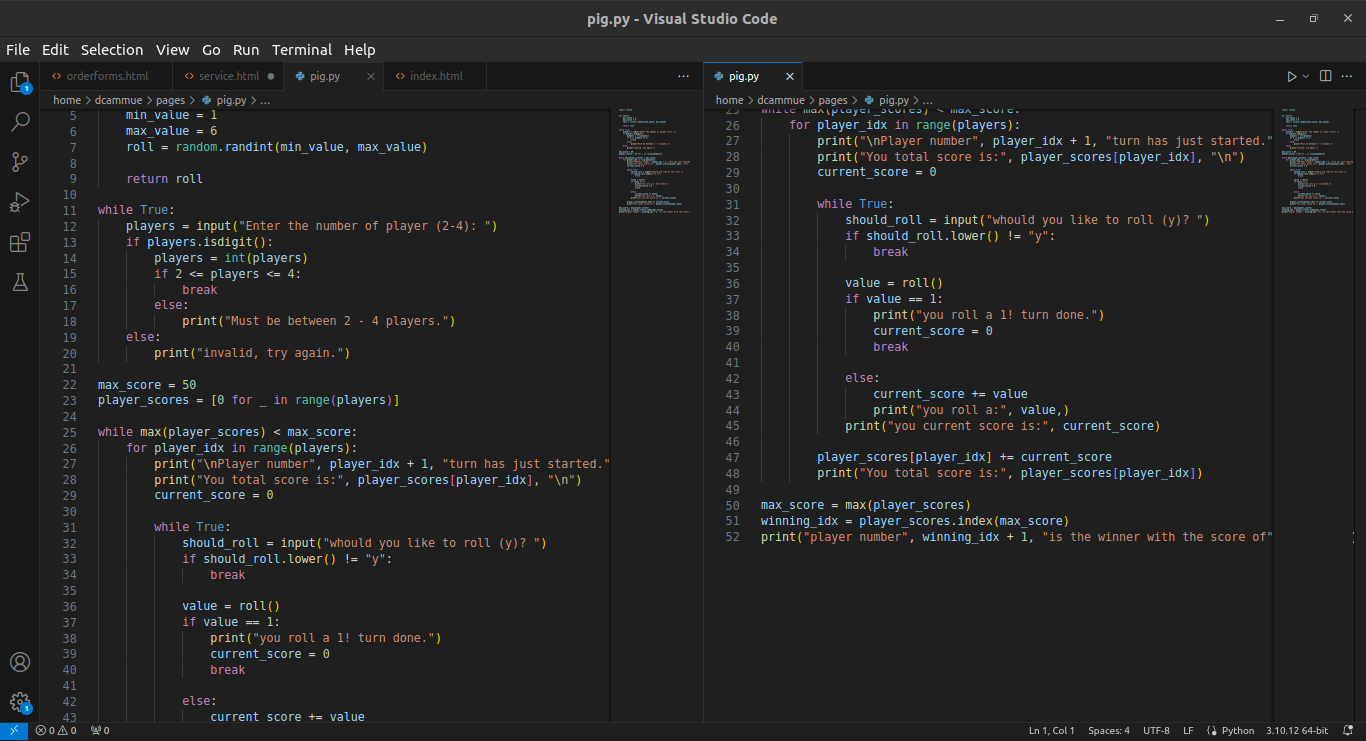 pig.py - Visual Studio Code
File Edit Selection View Go Run Terminal Help
orderforms.html service.html pig.py index.html
home > dcammue > pages > pig.py > ...
5 min_value = 1
6 max_value = 6
7 roll = random.randint(min_value, max_value)
8
9 return roll
10
11 while True:
12 players = input("Enter the number of player (2-4): ")
13 if players.isdigit():
14 players = int(players)
15 if 2 <= players <= 4:
16 break
17 else:
18 print("Must be between 2 - 4 players.")
19 else:
20 print("invalid, try again.")
21
22 max_score = 50
23 player_scores = [0 for _ in range(players)]
24
25 while max(player_scores) < max_score:
26 for player_idx in range(players):
27 print("\nPlayer number", player_idx + 1, "turn has just started."
28 print("You total score is:", player_scores[player_idx], "\n")
29 current_score = 0
30
31 while True:
32 should_roll = input("whould you like to roll (y)? ")
33 if should_roll.lower() != "y":
34 break
35
36 value = roll()
37 if value == 1:
38 print("you roll a 1! turn done.")
39 current_score = 0
40 break
41
42 else:
43 current_score += value
pig.py
home > dcammue > pages > pig.py > ...
25 while max(player_scores) < max_score:
26 for player_idx in range(players):
27 print("\nPlayer number", player_idx + 1, "turn has just started."
28 print("You total score is:", player_scores[player_idx], "\n")
29 current_score = 0
30
31 while True:
32 should_roll = input("whould you like to roll (y)? ")
33 if should_roll.lower() != "y":
34 break
35
36 value = roll()
37 if value == 1:
38 print("you roll a 1! turn done.")
39 current_score = 0
40 break
41
42 else:
43 current_score += value
44 print("you roll a:", value,)
45 print("you current score is:", current_score)
46
47 player_scores[player_idx] += current_score
48 print("You total score is:", player_scores[player_idx])
49
50 max_score = max(player_scores)
51 winning_idx = player_scores.index(max_score)
52 print("player number", winning_idx + 1, "is the winner with the score of"
1
1
0 0 0 Ln 1, Col 1 Spaces: 4 UTF-8 LF Python 3.10.12 64-bit